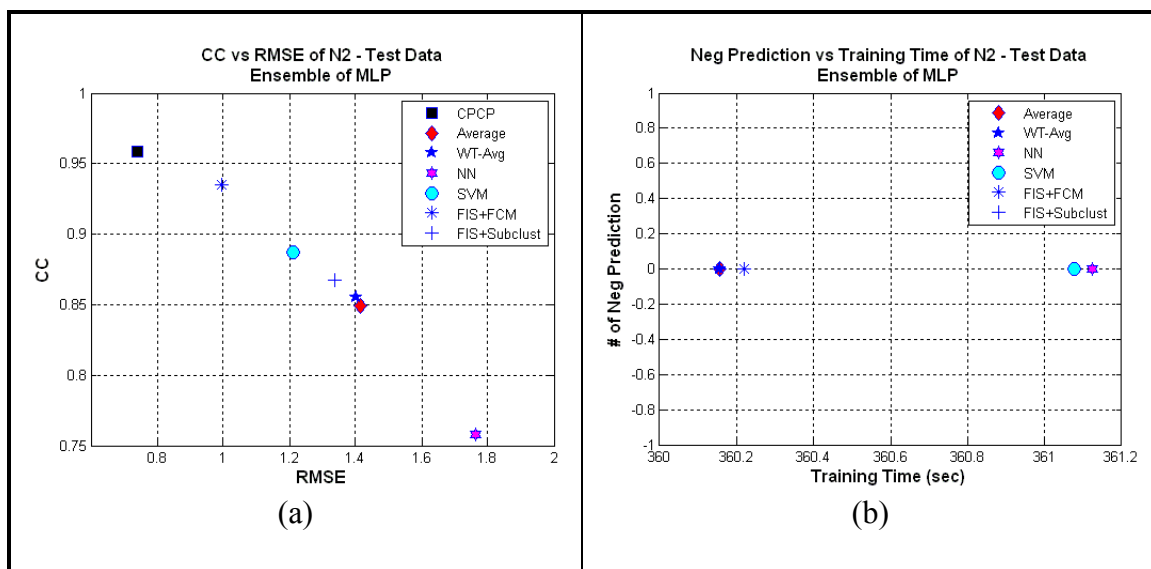 CC vs RMSE of N2 - Test Data
Ensemble of MLP
1
0.95
0.9
0.85
0.8
0.75
CC
CPCP
Average
WT-Avg
NN
SVM
FIS+FCM
FIS+Subclust
0.8
1
1.2
1.4
1.6
1.8
2
RMSE
(a)
Neg Prediction vs Training Time of N2 - Test Data
Ensemble of MLP
1
0.8
0.6
0.4
0.2
0
-0.2
-0.4
-0.6
-0.8
-1
# of Neg Prediction
Average
WT-Avg
NN
SVM
FIS+FCM
FIS+Subclust
360
360.2
360.4
360.6
360.8
361
361.2
Training Time (sec)
(b)